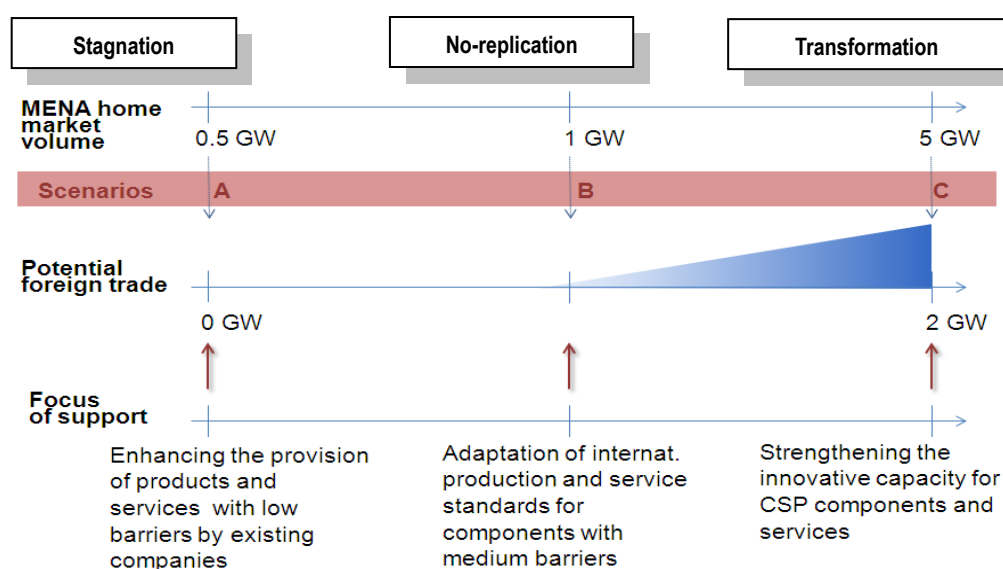 Stagnation
No-replication
Transformation
MENA home
market
volume
0.5 GW
1 GW
5 GW
Scenarios
A
B
C
Potential
foreign trade
0 GW
2 GW
Focus
of support
Enhancing the provision
of products and
services with low
barriers by existing
companies
Adaptation of internat.
production and service
standards for
components with
medium barriers
Strengthening the
innovative capacity for
CSP components and
services